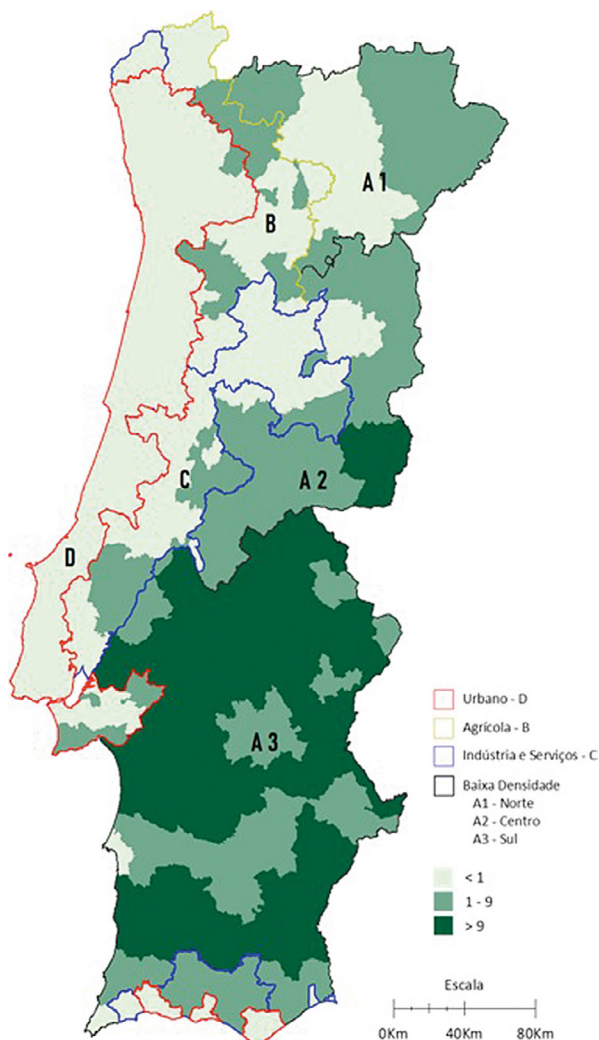 A 1
B
C
A 2
D
A 3
Urbano - D
Agrícola - B
Indústria e Serviços - C
Baixa Densidade
A1 - Norte
A2 - Centro
A3 - Sul
< 1
1 - 9
> 9
Escala
0Km 40Km 80Km